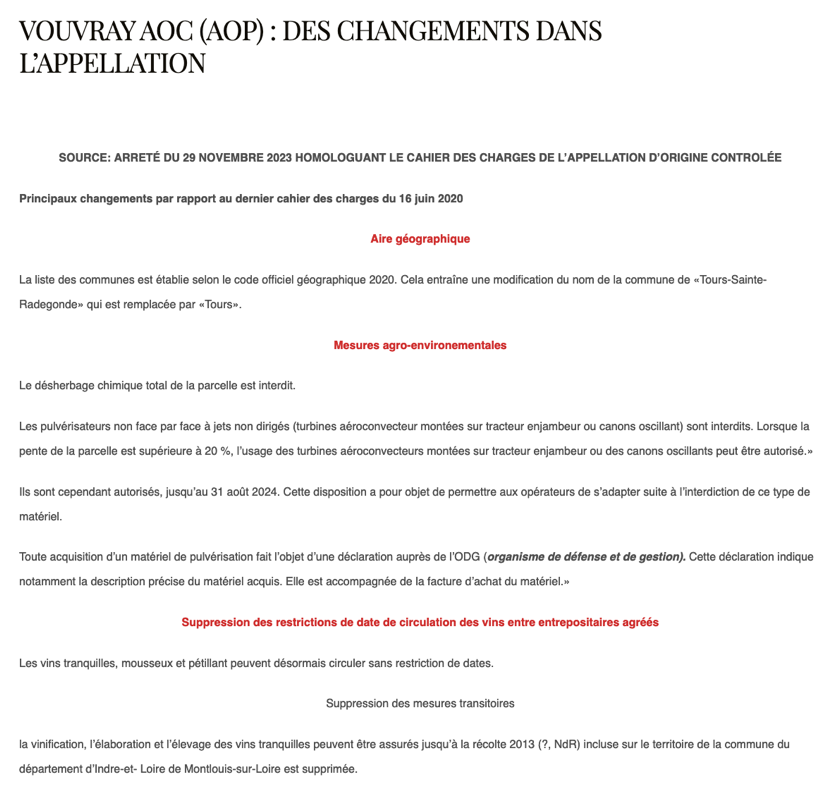 VOUVRAY AOC (AOP) : DES CHANGEMENTS DANS
L’APPELLATION
SOURCE: ARRETÉ DU 29 NOVEMBRE 2023 HOMOLOGUANT LE CAHIER DES CHARGES DE L’APPELLATION D’ORIGINE CONTROLÉE
Principaux changements par rapport au dernier cahier des charges du 16 juin 2020
Aire géographique
La liste des communes est établie selon le code officiel géographique 2020. Cela entraîne une modification du nom de la commune de «Tours-Sainte-
Radegonde» qui est remplacée par «Tours».
Mesures agro-environementales
Le désherbage chimique total de la parcelle est interdit.
Les pulvérisateurs non face par face à jets non dirigés (turbines aéroconvecteur montées sur tracteur enjambeur ou canons oscillant) sont interdits. Lorsque la
pente de la parcelle est supérieure à 20 %, l’usage des turbines aéroconvecteurs montées sur tracteur enjambeur ou des canons oscillants peut être autorisé.»
Ils sont cependant autorisés, jusqu’au 31 août 2024. Cette disposition a pour objet de permettre aux opérateurs de s’adapter suite à l’interdiction de ce type de
matériel.
Toute acquisition d’un matériel de pulvérisation fait l’objet d’une déclaration auprès de l’ODG (organisme de défense et de gestion). Cette déclaration indique
notamment la description précise du matériel acquis. Elle est accompagnée de la facture d’achat du matériel.»
Suppression des restrictions de date de circulation des vins entre entrepositaires agréés
Les vins tranquilles, mousseux et pétillant peuvent désormais circuler sans restriction de dates.
Suppression des mesures transitoires
la vinification, l’élaboration et l’élevage des vins tranquilles peuvent être assurés jusqu’à la récolte 2013 (?, NdR) incluse sur le territoire de la commune du
département d’Indre-et- Loire de Montlouis-sur-Loire est supprimée.